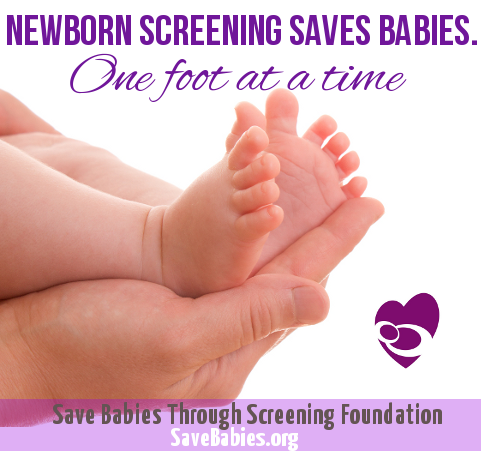 NEWBORN SCREENING SAVES BABIES.
One foot at a time
Save Babies Through Screening Foundation
SaveBabies.org